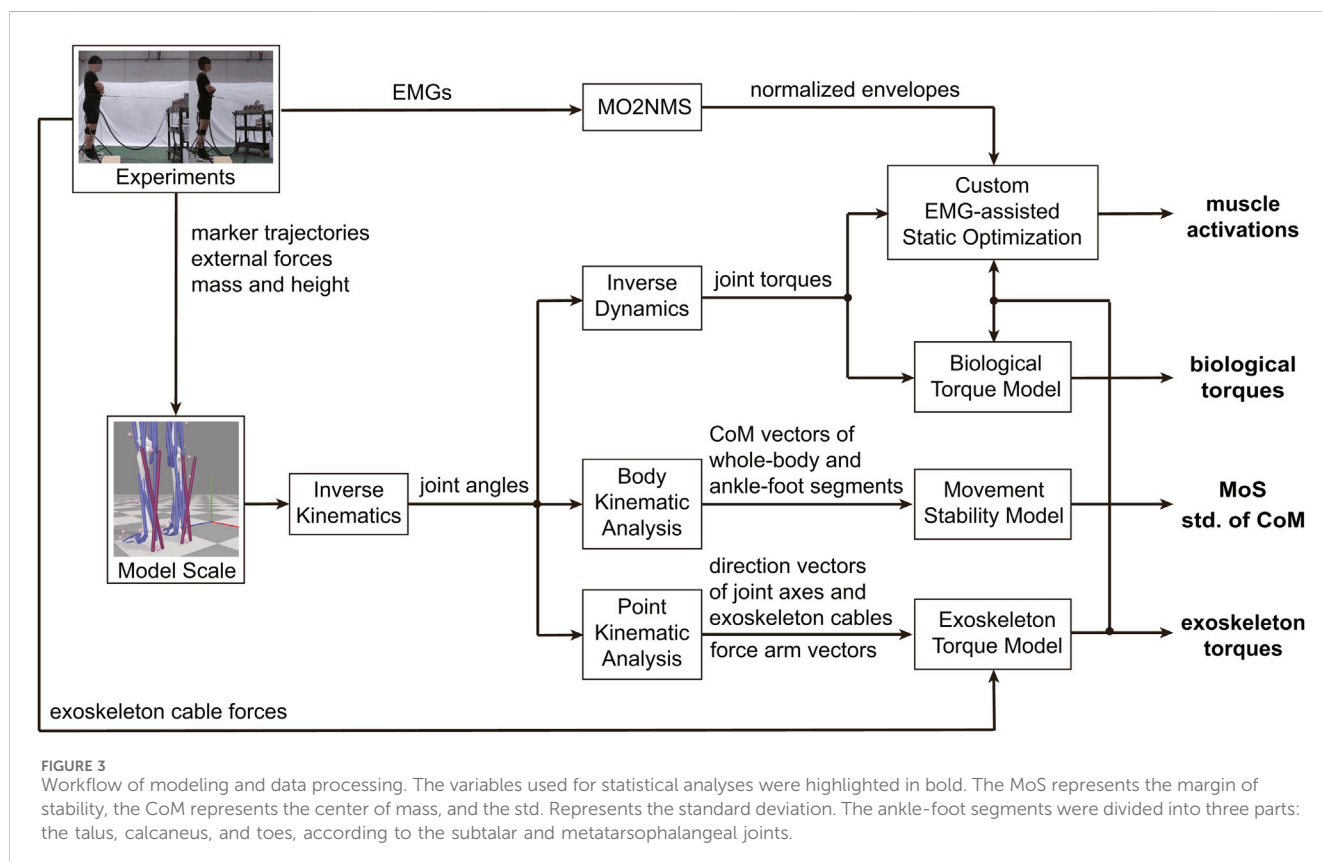 EMGs
MO2NMS
normalized envelopes
Experiments
Custom
EMG-assisted
Static Optimization
muscle
activations
marker trajectories
external forces
mass and height
Inverse
Dynamics
joint torques
Biological
Torque Model
biological
torques
Model Scale
Inverse
Kinematics
joint angles
Body
Kinematic
Analysis
CoM vectors of
whole-body and
ankle-foot segments
Movement
Stability Model
MoS
std. of CoM
Point
Kinematic
Analysis
direction vectors
of joint axes and
exoskeleton cables
force arm vectors
Exoskeleton
Torque Model
exoskeleton
torques
exoskeleton cable forces
FIGURE 3
Workflow of modeling and data processing. The variables used for statistical analyses were highlighted in bold. The MoS represents the margin of
stability, the CoM represents the center of mass, and the std. Represents the standard deviation. The ankle-foot segments were divided into three parts:
the talus, calcaneus, and toes, according to the subtalar and metatarsophalangeal joints.